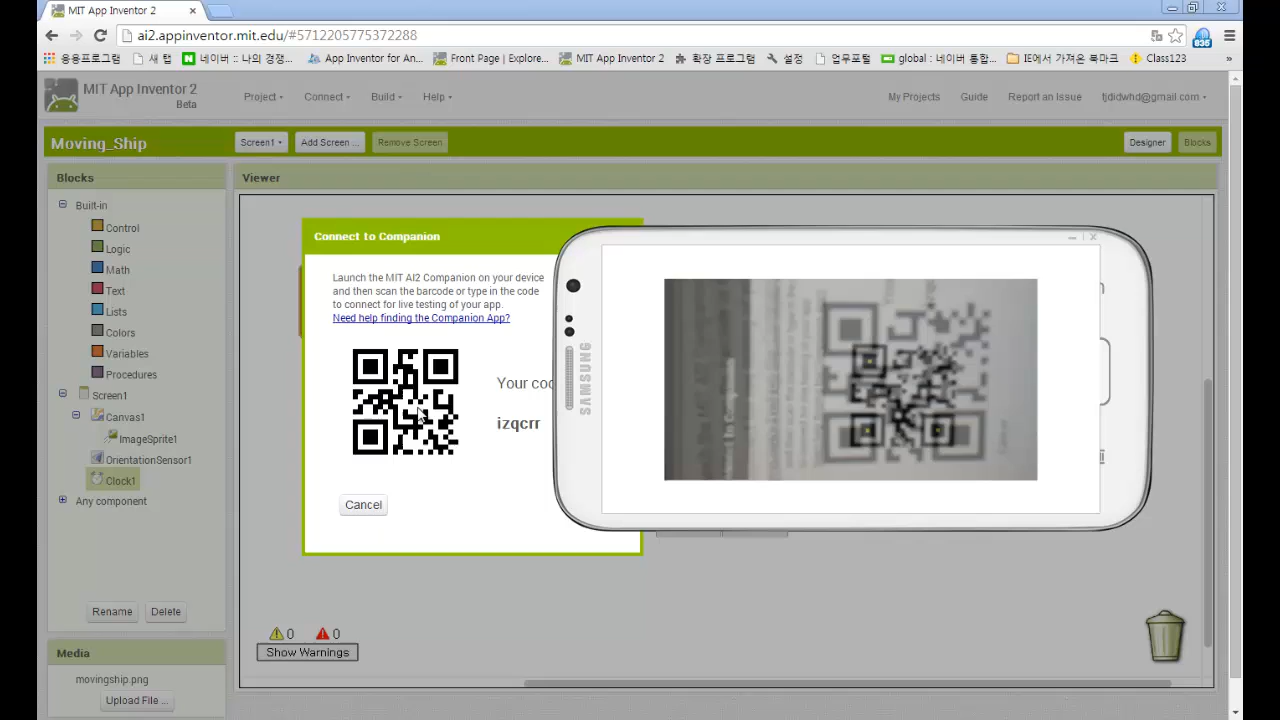 MIT App Inventor 2
ai2.appinventor.mit.edu/#5712205775372288
835
응용프로그램 새 탭 네이버 :: 나의 경쟁... App Inventor for An... Front Page | Explore... MIT App Inventor 2 확장 프로그램 설정 업무포털 global : 네이버 통합... IE에서 가져온 북마크 Class123 »
MIT App Inventor 2
Beta
Project Connect Build Help My Projects Guide Report an Issue tjdidwhd@gmail.com
Moving_Ship Screen1 Add Screen ... Remove Screen Designer Blocks
Blocks Viewer
Built-in
Control
Logic
Math
Text
Lists
Colors
Variables
Procedures
Screen1
Canvas1
ImageSprite1
OrientationSensor1
Clock1
Any component
Rename Delete
Media
movingship.png
Upload File ...
Connect to Companion
Launch the MIT AI2 Companion on your device
and then scan the barcode or type in the code
to connect for live testing of your app.
Need help finding the Companion App?
Your
izqcrr
Cancel
SAMSUNG
0 0
Show Warnings